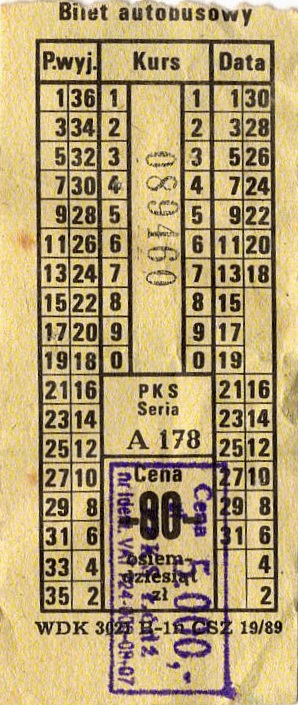 Bilet autobusowy
P.wyj. Kurs Data
1 36 1 1 1 30
3 34 2 2 3 28
5 32 3 3 5 26
7 30 4 4 7 24
9 28 5 5 9 22
11 26 6 6 11 20
13 24 7 7 13 18
15 22 8 8 15
17 20 9 9 17
19 18 0 0 19
089460
21 16 PKS 21 16
23 14 Seria 23 14
25 12 A 178 25 12
27 10 Cena 27 10
29 8 -80- 29 8
31 6 osiem- 31 6
33 4 dziesiąt 4
35 2 zł 2
WDK CSZ 19/89
Cena 5.000,-